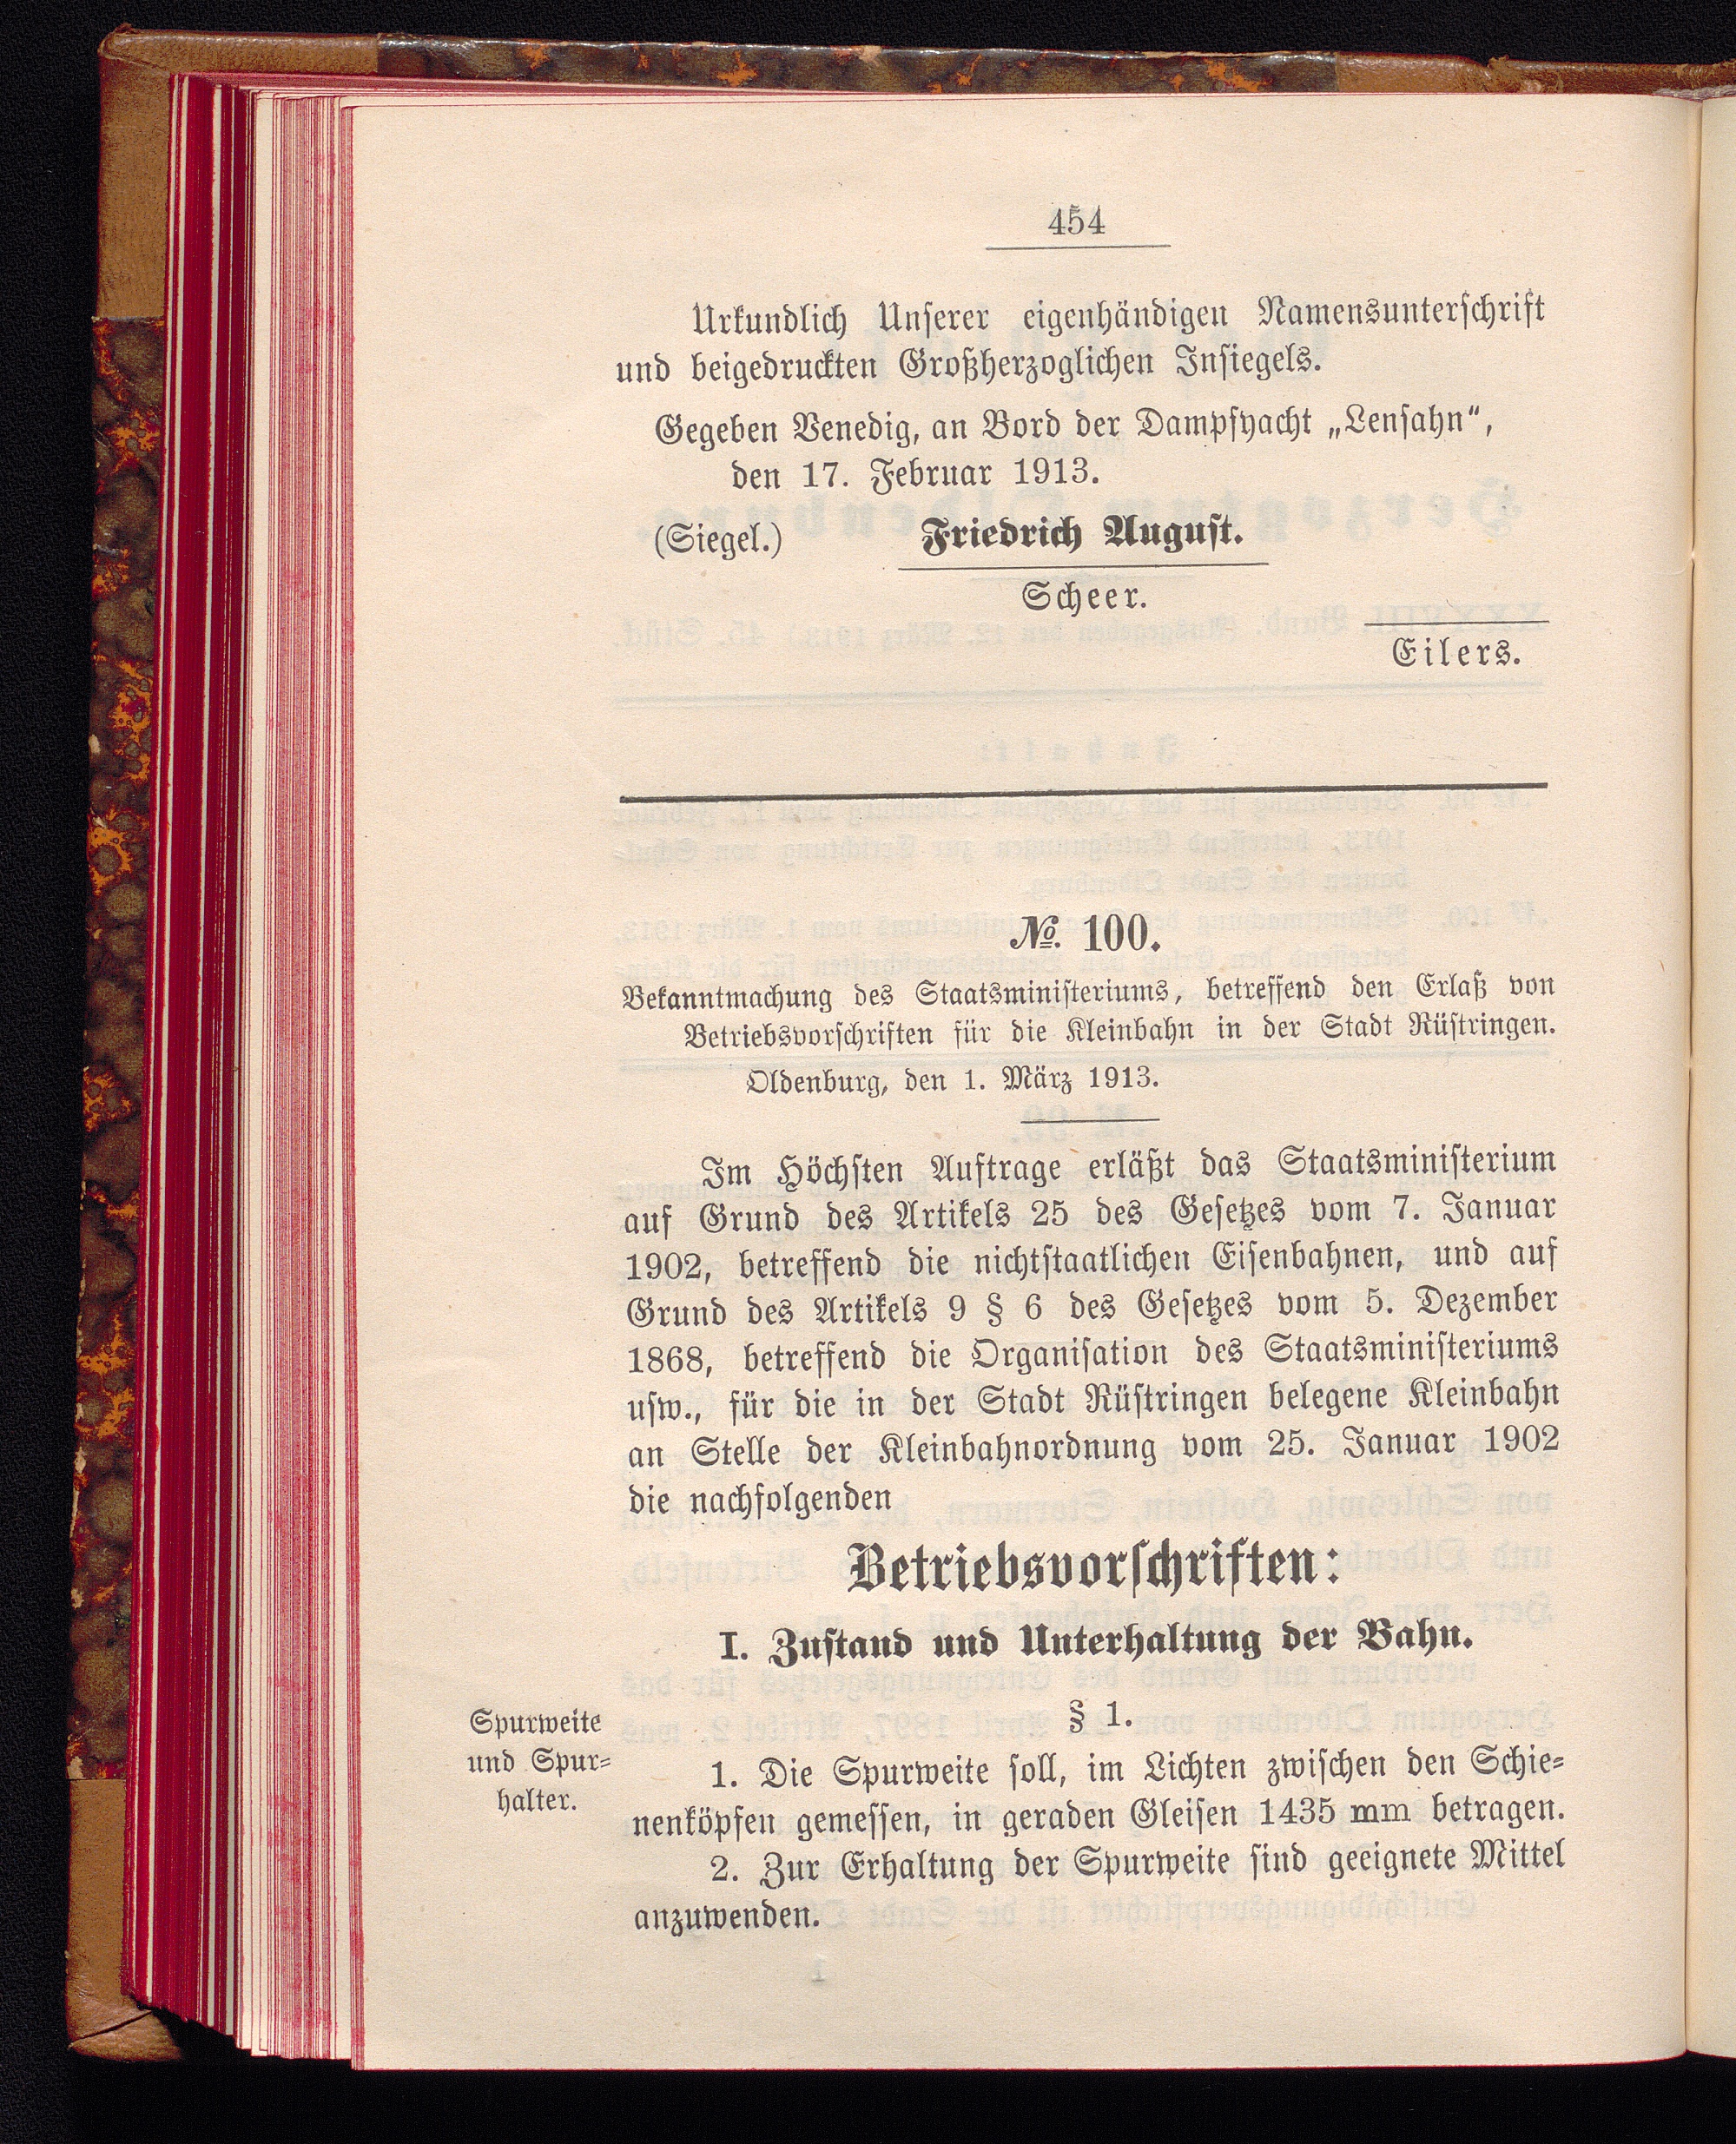 454
Urkundlich Unserer eigenhändigen Namensunterschrift
und beigedruckten Großherzoglichen Insiegels.
Gegeben Venedig, an Bord der Dampfyacht „Lensahn“,
den 17. Februar 1913.
(Siegel.) Friedrich August.
Scheer.
Eilers.
№ 100.
Bekanntmachung des Staatsministeriums, betreffend den Erlaß von
Betriebsvorschriften für die Kleinbahn in der Stadt Rüstringen.
Oldenburg, den 1. März 1913.
Im Höchsten Auftrage erläßt das Staatsministerium
auf Grund des Artikels 25 des Gesetzes vom 7. Januar
1902, betreffend die nichtstaatlichen Eisenbahnen, und auf
Grund des Artikels 9 § 6 des Gesetzes vom 5. Dezember
1868, betreffend die Organisation des Staatsministeriums
usw., für die in der Stadt Rüstringen belegene Kleinbahn
an Stelle der Kleinbahnordnung vom 25. Januar 1902
die nachfolgenden
Betriebsvorschriften:
I. Zustand und Unterhaltung der Bahn.
§ 1.
Spurweite
und Spur-
halter.
1. Die Spurweite soll, im Lichten zwischen den Schie-
nenköpfen gemessen, in geraden Gleisen 1435 mm betragen.
2. Zur Erhaltung der Spurweite sind geeignete Mittel
anzuwenden.